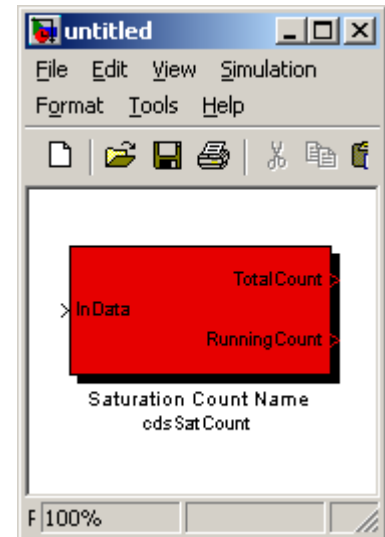 untitled
File Edit View Simulation
Format Tools Help
TotalCount
InData
RunningCount
Saturation Count Name
cdsSatCount
F 100%